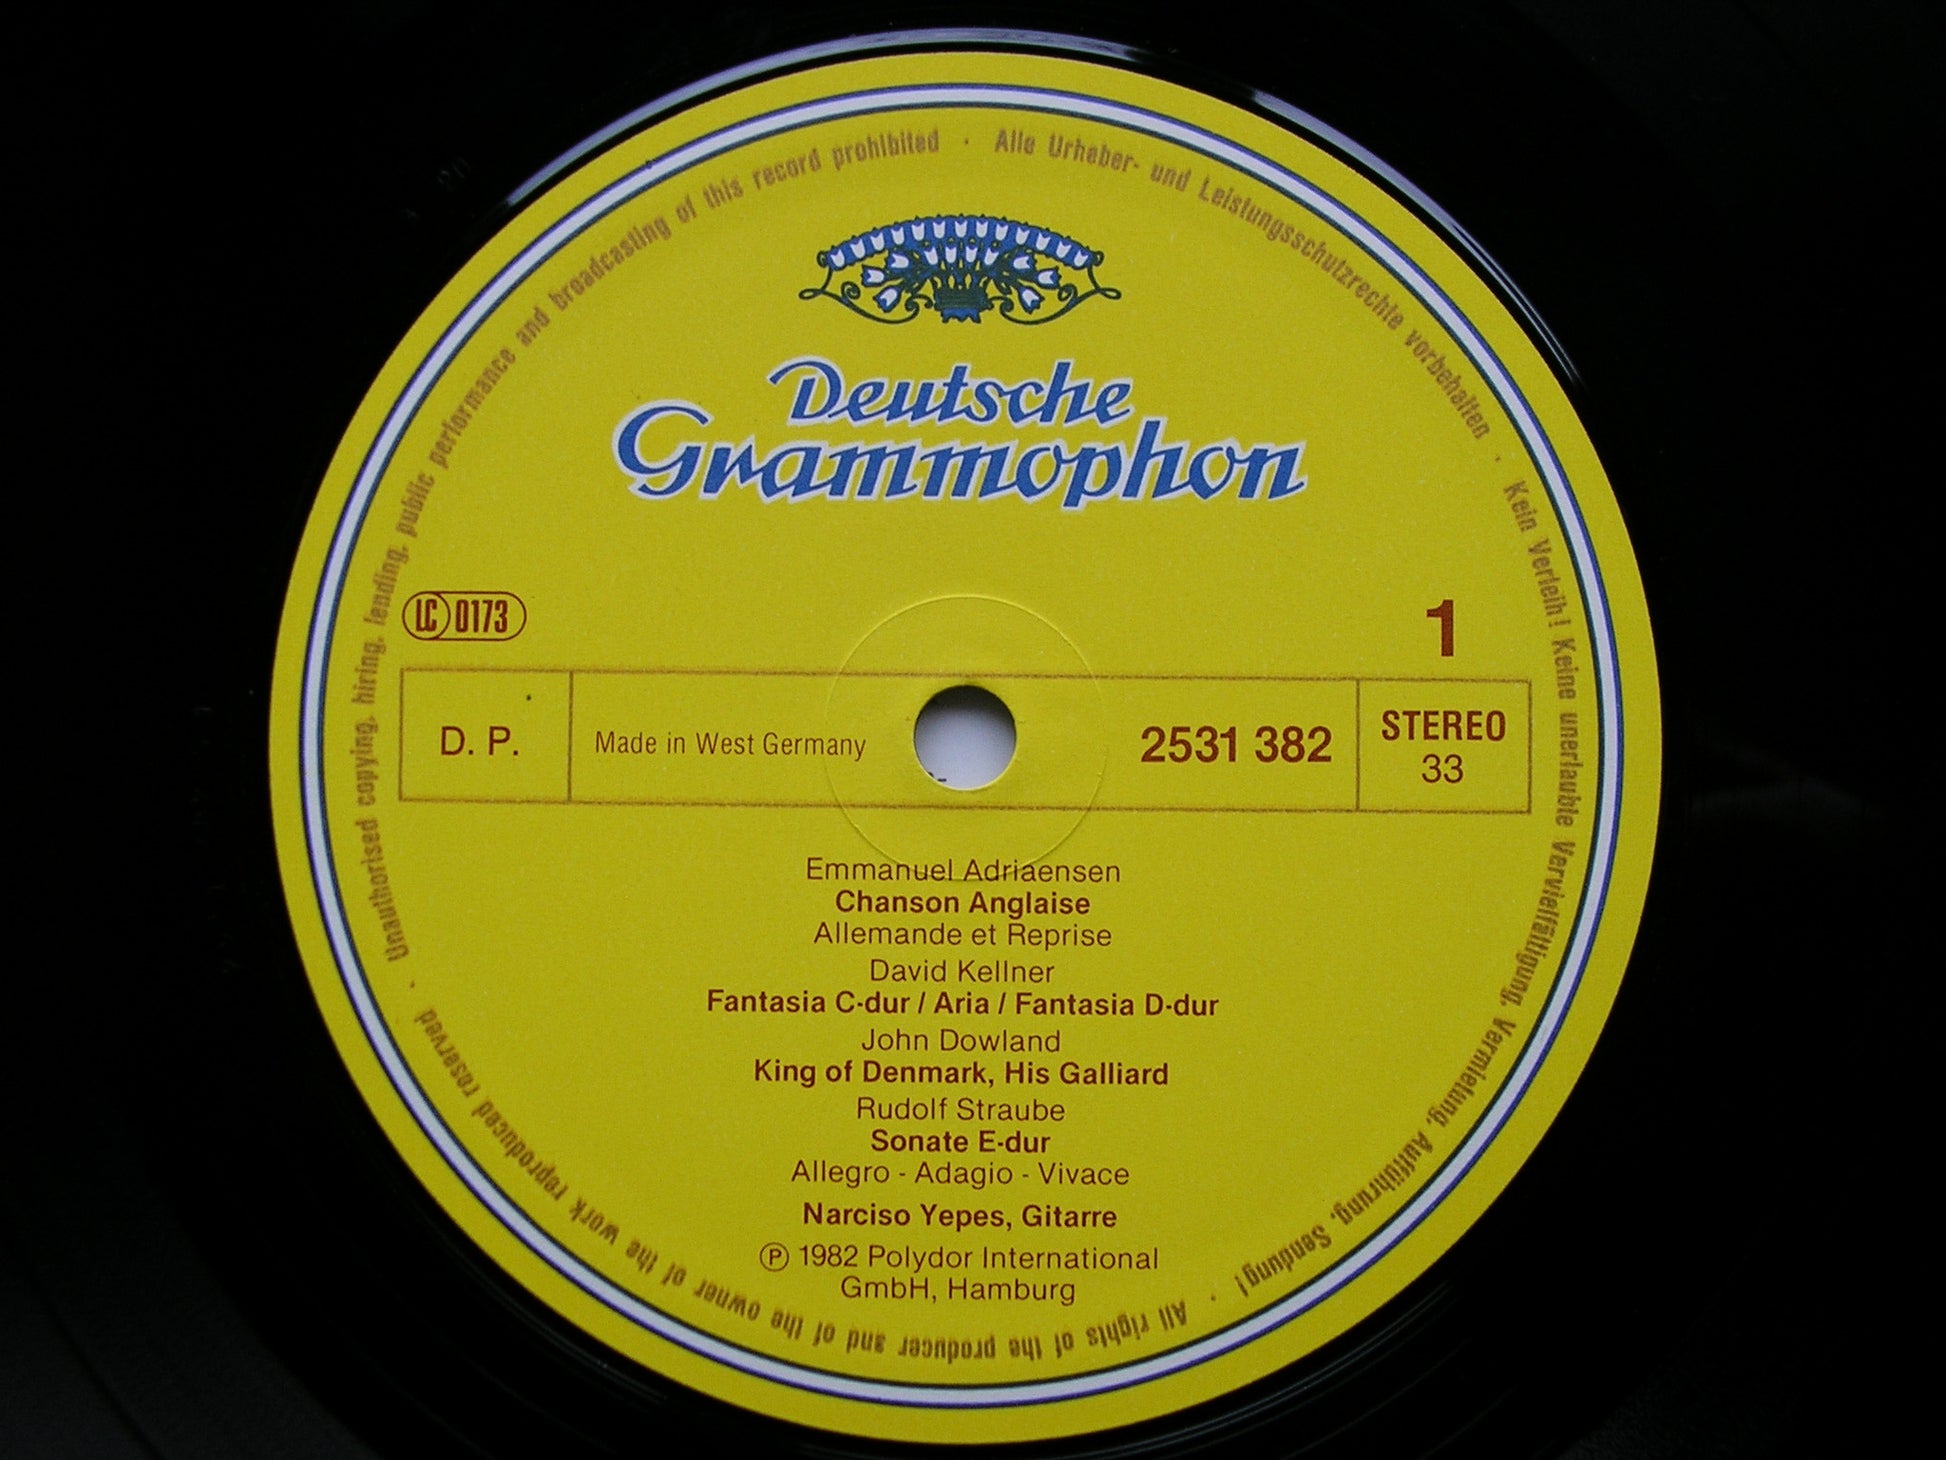 Unauthorised copying, hiring, lending, public performance and broadcasting of this record prohibited · Alle Urheber- und Leistungsschutzrechte vorbehalten · Kein Verleih! Keine unerlaubte Vervielfältigung, Vermietung, Aufführung, Sendung! · All rights of the producer and of the owner of the work reproduced reserved ·
Deutsche
Grammophon
LC 0173
1
D. P.
Made in West Germany
2531 382
STEREO
33
Emmanuel Adriaensen
Chanson Anglaise
Allemande et Reprise
David Kellner
Fantasia C-dur / Aria / Fantasia D-dur
John Dowland
King of Denmark, His Galliard
Rudolf Straube
Sonate E-dur
Allegro - Adagio - Vivace
Narciso Yepes, Gitarre
℗ 1982 Polydor International
GmbH, Hamburg